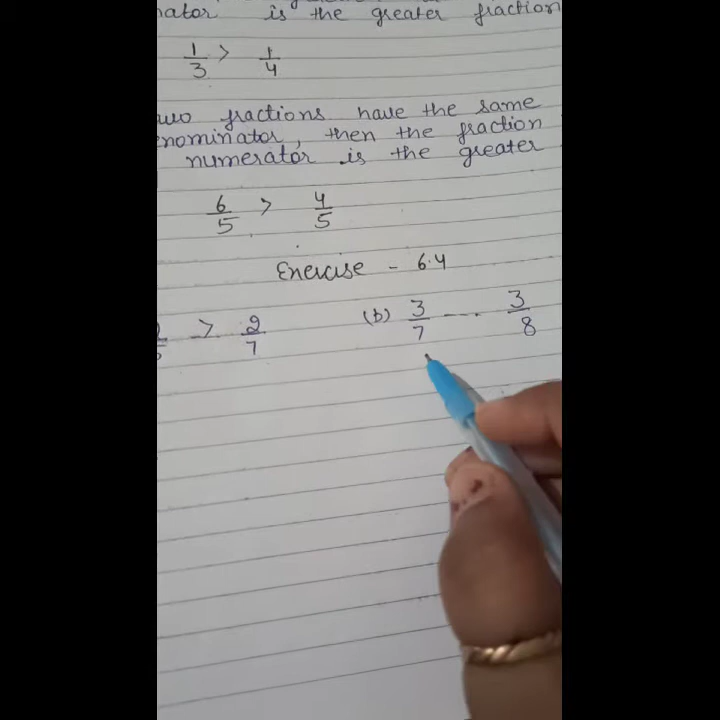 is the greater fraction
1/3 > 1/4
fractions have the same
then the fraction
numerator is the greater
6/5 > 4/5
Exercise - 6.4
> 2/7 (b) 3/7 --- 3/8